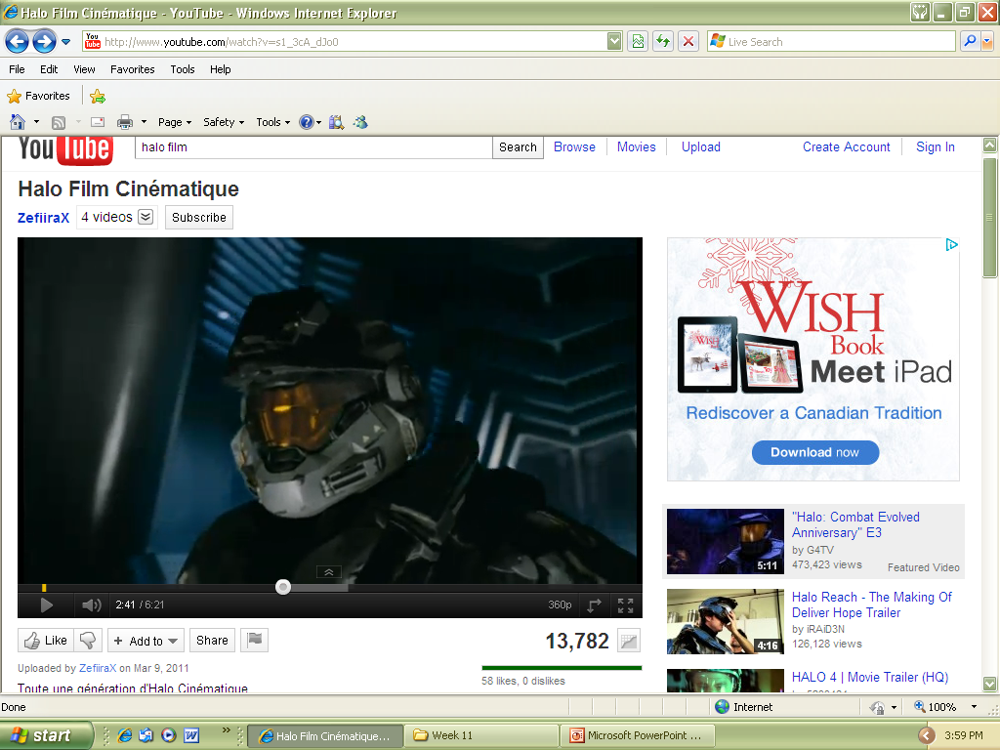 Halo Film Cinématique - YouTube - Windows Internet Explorer
You Tube http://www.youtube.com/watch?v=s1_3cA_dJo0 Live Search
File Edit View Favorites Tools Help
Favorites
Page Safety Tools
YouTube halo film Search Browse Movies Upload Create Account Sign In
Halo Film Cinématique
ZefiiraX 4 videos Subscribe
WISH
Book
Meet iPad
Rediscover a Canadian Tradition
Download now
WISH
2:41 / 6:21 360p
Like + Add to Share 13,782
Uploaded by ZefiiraX on Mar 9, 2011
58 likes, 0 dislikes
Toute une génération d'Halo Cinématique
5:11
"Halo: Combat Evolved
Anniversary" E3
by G4TV
473,423 views Featured Video
4:16
Halo Reach - The Making Of
Deliver Hope Trailer
by iRAiD3N
126,128 views
HALO 4 | Movie Trailer (HQ)
Done Internet 100%
start Halo Film Cinématique... Week 11 Microsoft PowerPoint ... 3:59 PM